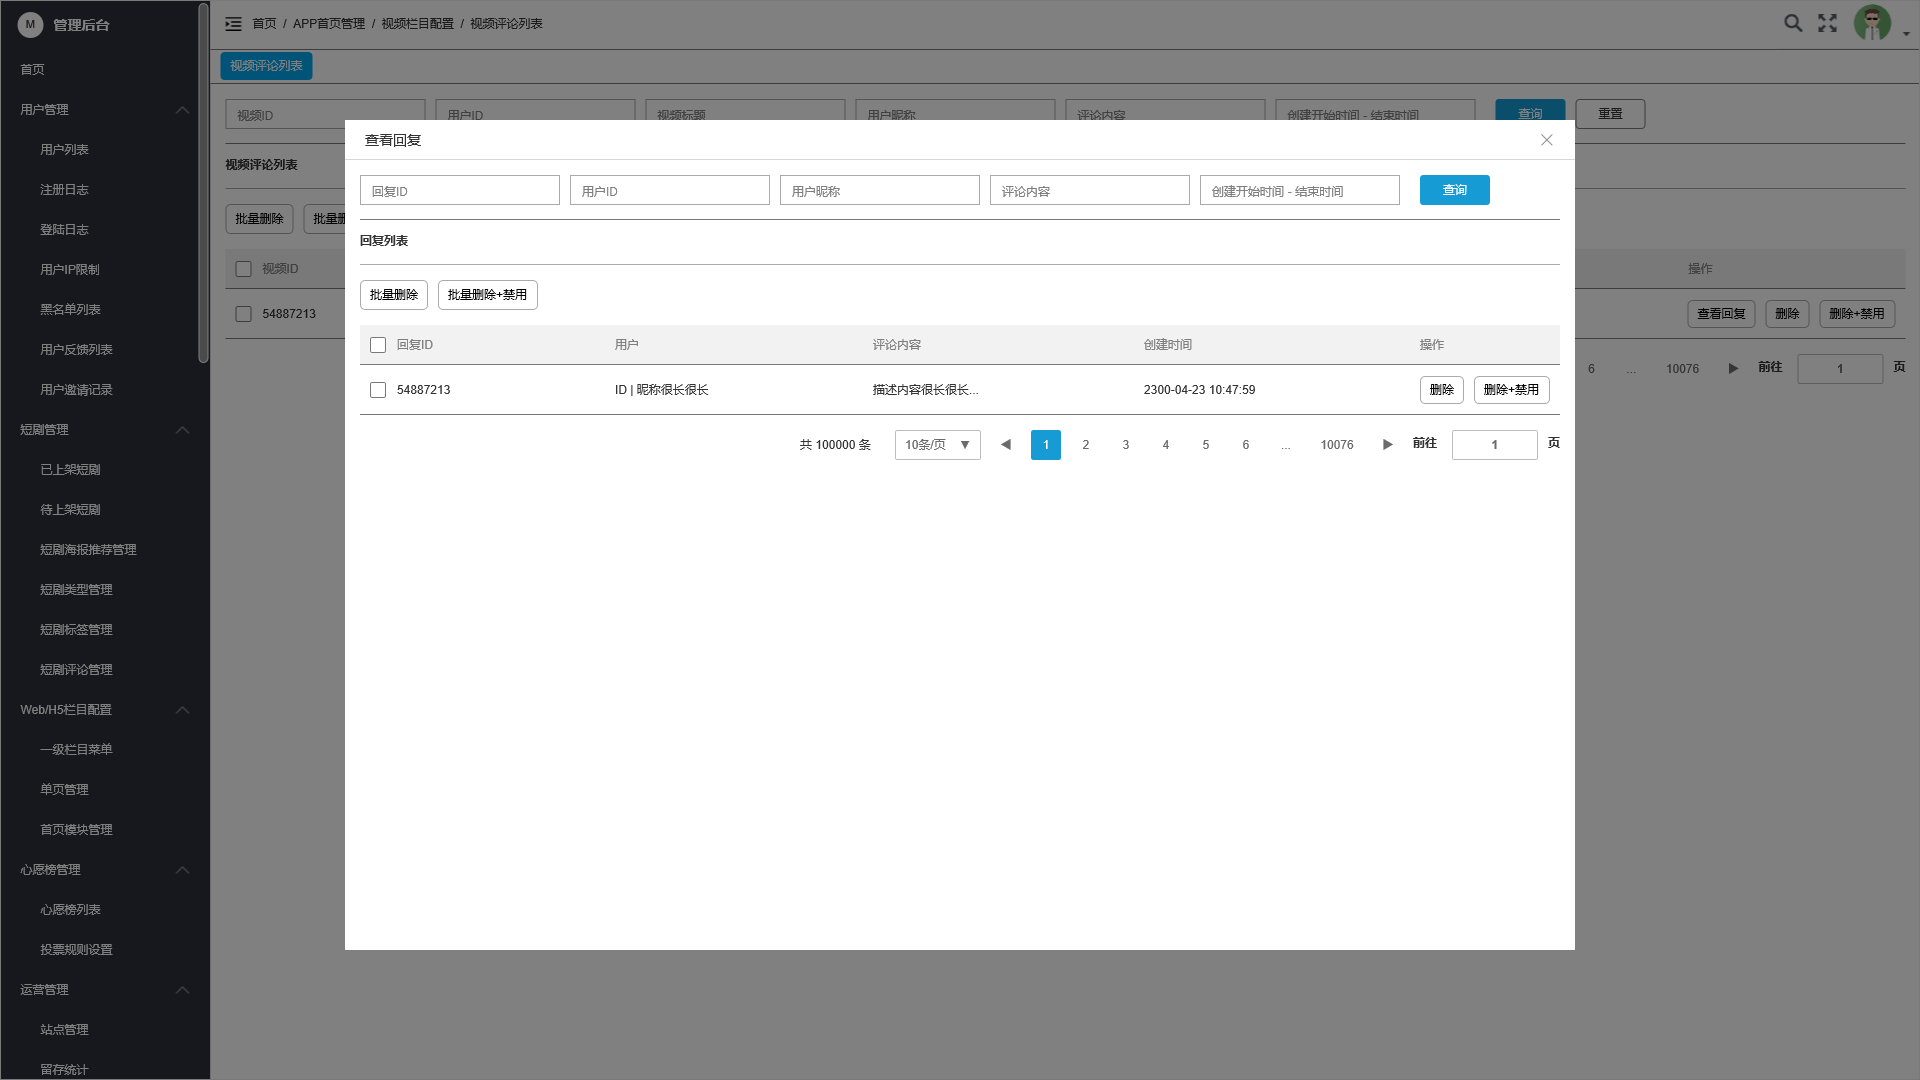 M 管理后台
首页 / APP首页管理 / 视频栏目配置 / 视频评论列表
首页
用户管理
用户列表
注册日志
登陆日志
用户IP限制
黑名单列表
用户反馈列表
用户邀请记录
短剧管理
已上架短剧
待上架短剧
短剧海报推荐管理
短剧类型管理
短剧标签管理
短剧评论管理
Web/H5栏目配置
一级栏目菜单
单页管理
首页模块管理
心愿榜管理
心愿榜列表
投票规则设置
运营管理
站点管理
留存统计
视频评论列表
视频ID 用户ID 视频标题 用户昵称 评论内容 创建开始时间 - 结束时间 查询 重置
视频评论列表
批量删除 批量删
视频ID 操作
54887213 查看回复 删除 删除+禁用
6 ... 10076 ▶ 前往 1 页
查看回复
回复ID 用户ID 用户昵称 评论内容 创建开始时间 - 结束时间 查询
回复列表
批量删除 批量删除+禁用
回复ID 用户 评论内容 创建时间 操作
54887213 ID | 昵称很长很长 描述内容很长很长... 2300-04-23 10:47:59 删除 删除+禁用
共 100000 条 10条/页 ▼ ◀ 1 2 3 4 5 6 ... 10076 ▶ 前往 1 页